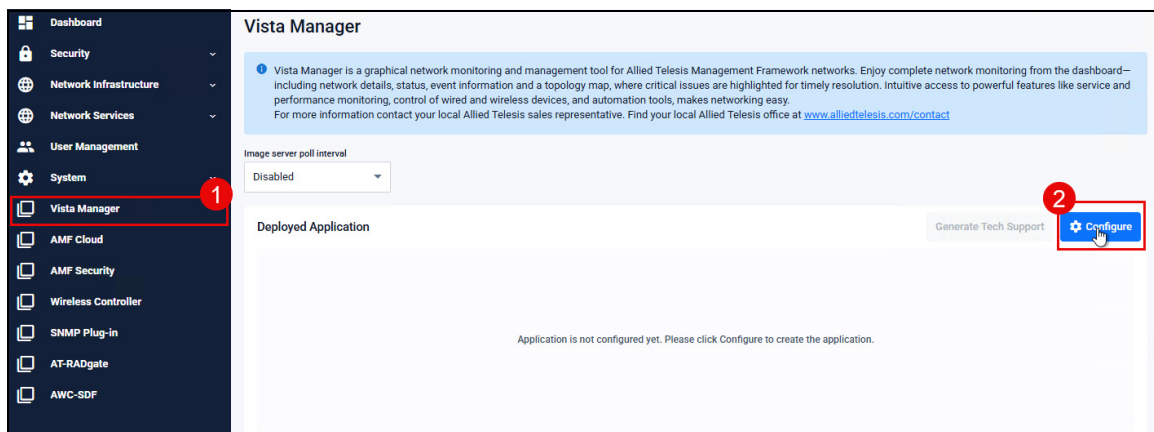 Dashboard
Security
Network Infrastructure
Network Services
User Management
System
1
Vista Manager
AMF Cloud
AMF Security
Wireless Controller
SNMP Plug-in
AT-RADgate
AWC-SDF
Vista Manager
Vista Manager is a graphical network monitoring and management tool for Allied Telesis Management Framework networks. Enjoy complete network monitoring from the dashboard—
including network details, status, event information and a topology map, where critical issues are highlighted for timely resolution. Intuitive access to powerful features like service and
performance monitoring, control of wired and wireless devices, and automation tools, makes networking easy.
For more information contact your local Allied Telesis sales representative. Find your local Allied Telesis office at www.alliedtelesis.com/contact
Image server poll interval
Disabled
2
Deployed Application
Generate Tech Support
Configure
Application is not configured yet. Please click Configure to create the application.